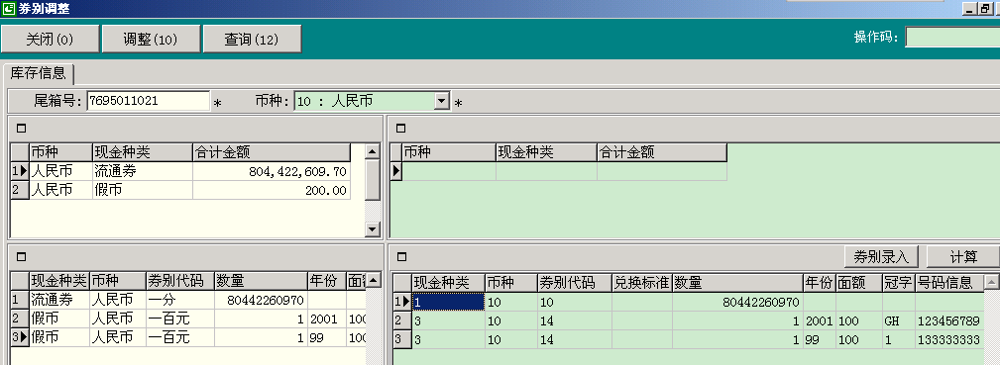 券别调整
关闭(0) 调整(10) 查询(12) 操作码:
库存信息
尾箱号: 7695011021 * 币种: 10 : 人民币 *
币种 现金种类 合计金额
1 人民币 流通券 804,422,609.70
2 人民币 假币 200.00
币种 现金种类 合计金额
券别录入 计算
现金种类 币种 券别代码 数量 年份
1 流通券 人民币 一分 80442260970
2 假币 人民币 一百元 1 2001 100
3 假币 人民币 一百元 1 99 100
现金种类 币种 券别代码 兑换标准 数量 年份 面额 冠字 号码信息
1 1 10 10 80442260970
2 3 10 14 1 2001 100 GH 123456789
3 3 10 14 1 99 100 1 133333333